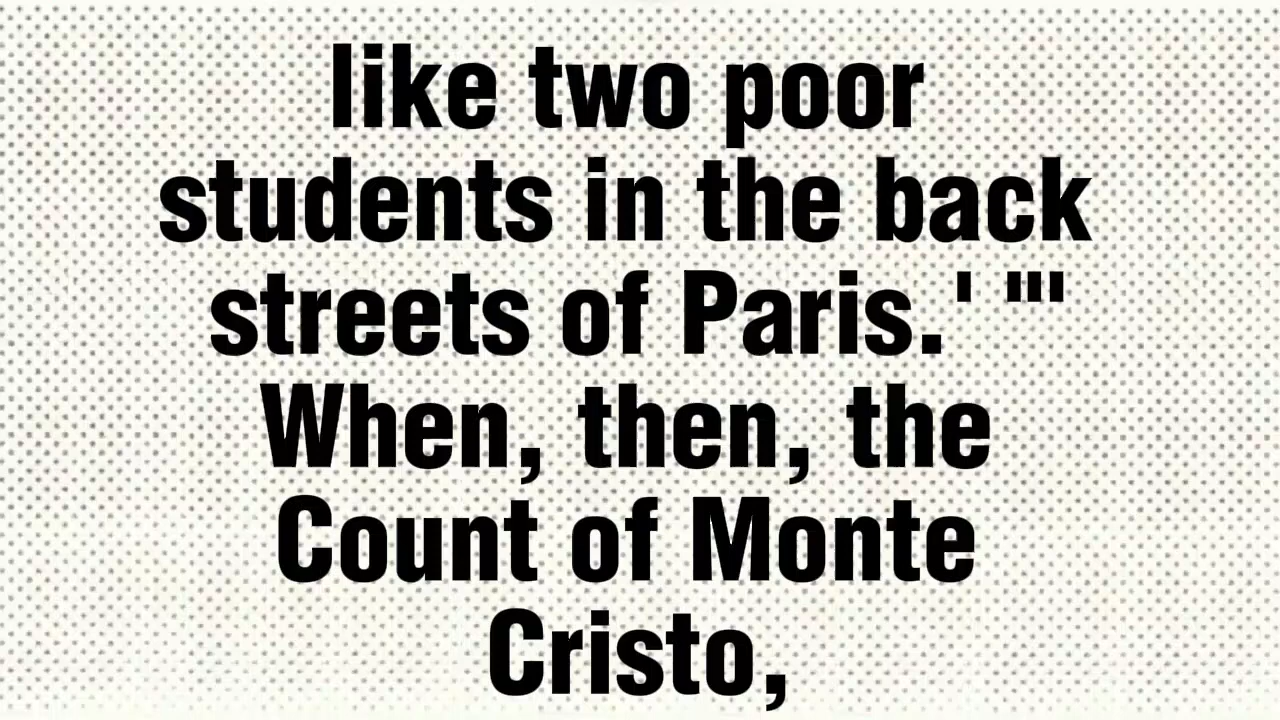 like two poor
students in the back
streets of Paris.' "'
When, then, the
Count of Monte
Cristo,